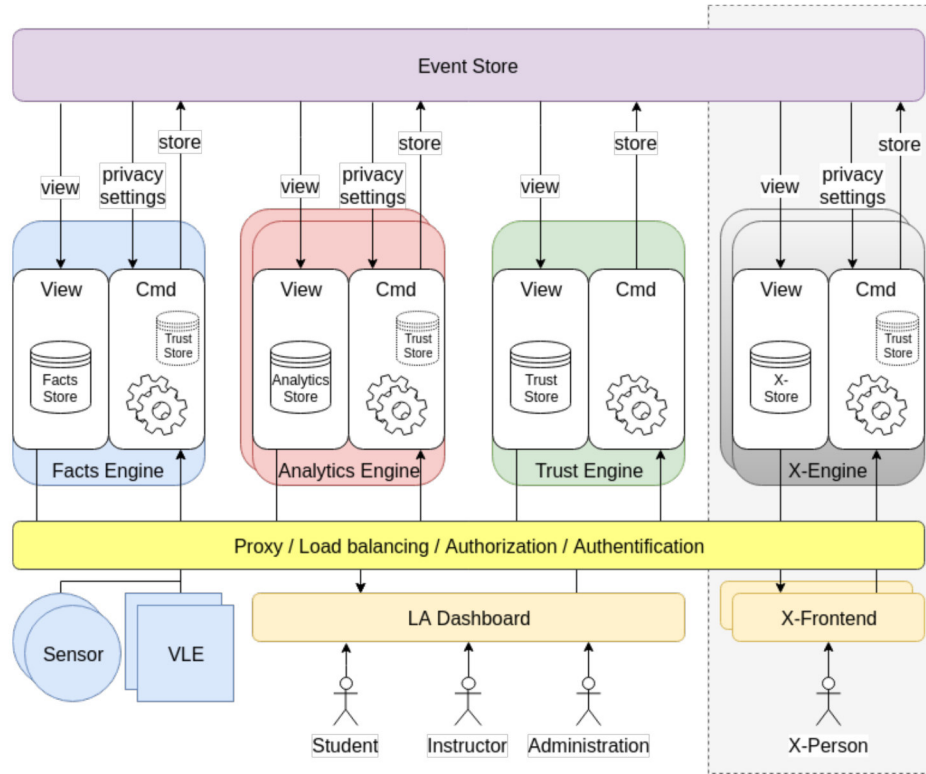 Event Store
store
store
store
store
view
privacy
settings
view
privacy
settings
view
view
privacy
settings
View
Cmd
Trust
Store
Facts
Store
Facts Engine
View
Cmd
Trust
Store
Analytics
Store
Analytics Engine
View
Cmd
Trust
Store
Trust Engine
View
Cmd
Trust
Store
X-
Store
X-Engine
Proxy / Load balancing / Authorization / Authentification
Sensor
VLE
LA Dashboard
X-Frontend
Student
Instructor
Administration
X-Person